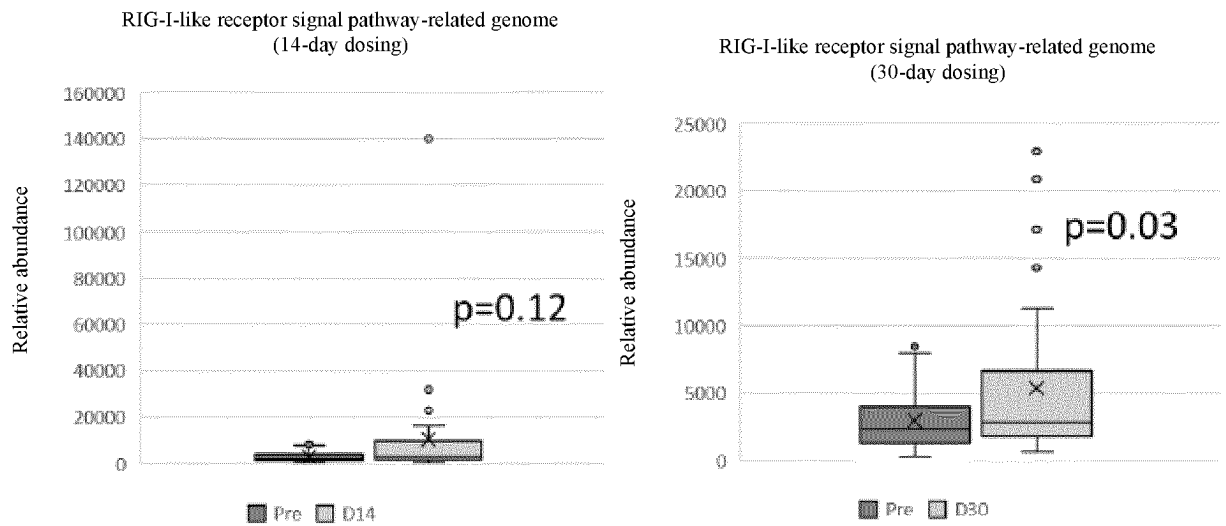 RIG-I-like receptor signal pathway-related genome
(14-day dosing)
Relative abundance
160000
140000
120000
100000
80000
60000
40000
20000
0
p=0.12
Pre D14
RIG-I-like receptor signal pathway-related genome
(30-day dosing)
Relative abundance
25000
20000
15000
10000
5000
0
p=0.03
Pre D30